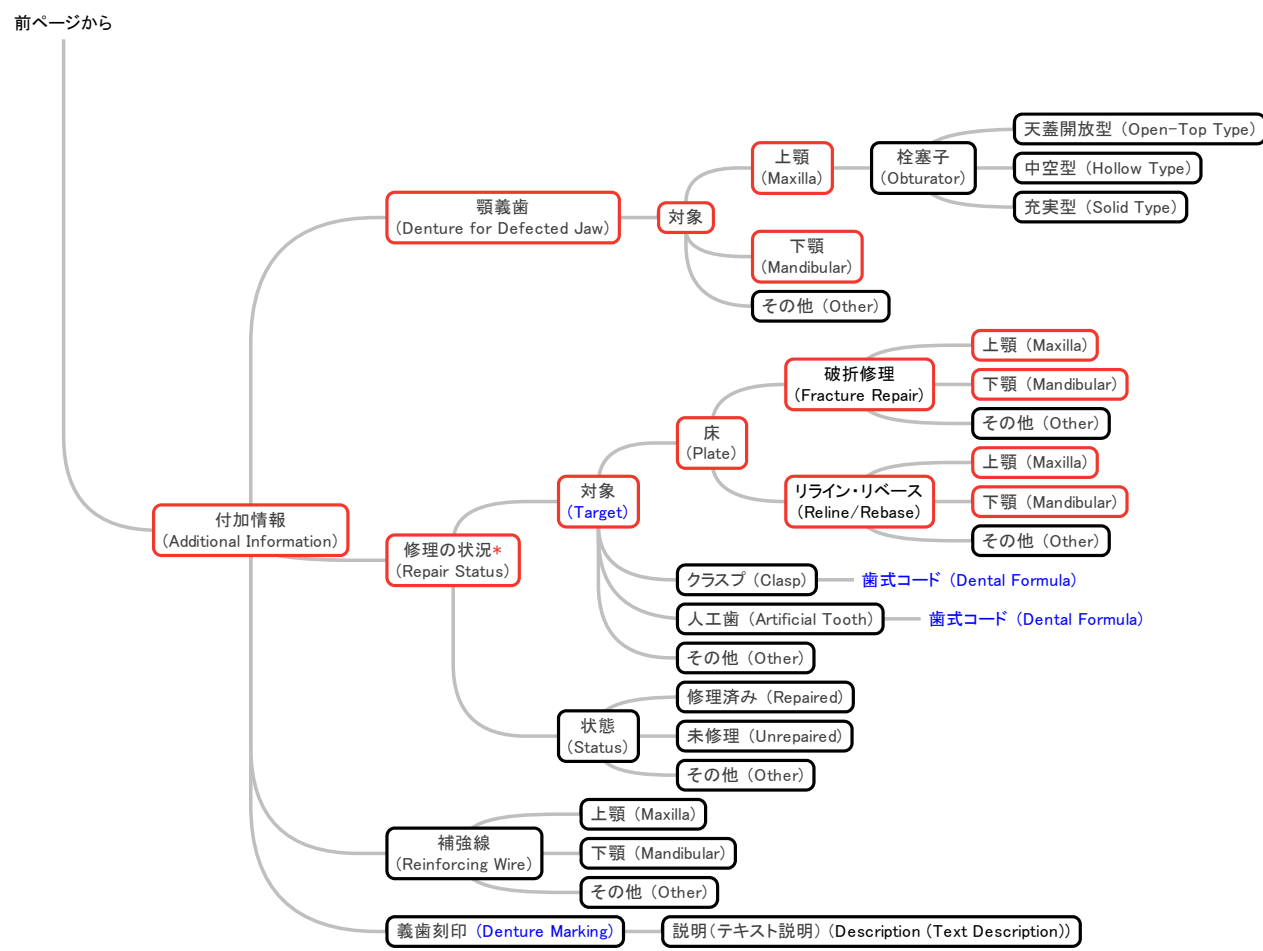 前ページから
付加情報
(Additional Information)
顎義歯
(Denture for Defected Jaw)
対象
上顎
(Maxilla)
栓塞子
(Obturator)
天蓋開放型 (Open-Top Type)
中空型 (Hollow Type)
充実型 (Solid Type)
下顎
(Mandibular)
その他 (Other)
修理の状況*
(Repair Status)
対象
(Target)
床
(Plate)
破折修理
(Fracture Repair)
上顎 (Maxilla)
下顎 (Mandibular)
その他 (Other)
リライン・リベース
(Reline/Rebase)
上顎 (Maxilla)
下顎 (Mandibular)
その他 (Other)
クラスプ (Clasp)
歯式コード (Dental Formula)
人工歯 (Artificial Tooth)
歯式コード (Dental Formula)
その他 (Other)
状態
(Status)
修理済み (Repaired)
未修理 (Unrepaired)
その他 (Other)
補強線
(Reinforcing Wire)
上顎 (Maxilla)
下顎 (Mandibular)
その他 (Other)
義歯刻印 (Denture Marking)
説明(テキスト説明) (Description (Text Description))